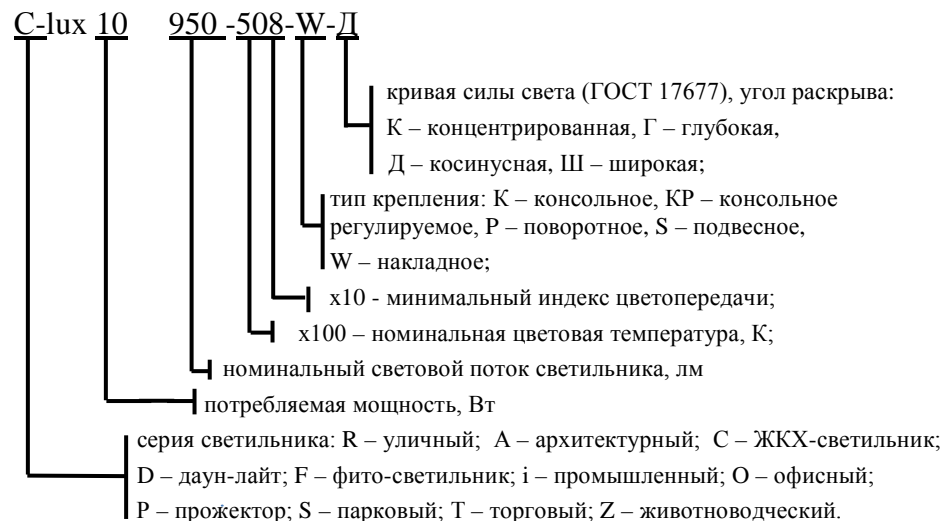 C-lux 10 950 -508-W-Д
кривая силы света (ГОСТ 17677), угол раскрыва:
К – концентрированная, Г – глубокая,
Д – косинусная, Ш – широкая;
тип крепления: К – консольное, КР – консольное
регулируемое, Р – поворотное, S – подвесное,
W – накладное;
х10 - минимальный индекс цветопередачи;
х100 – номинальная цветовая температура, К;
номинальный световой поток светильника, лм
потребляемая мощность, Вт
серия светильника: R – уличный; А – архитектурный; С – ЖКХ-светильник;
D – даун-лайт; F – фито-светильник; i – промышленный; О – офисный;
Р – прожектор; S – парковый; Т – торговый; Z – животноводческий.